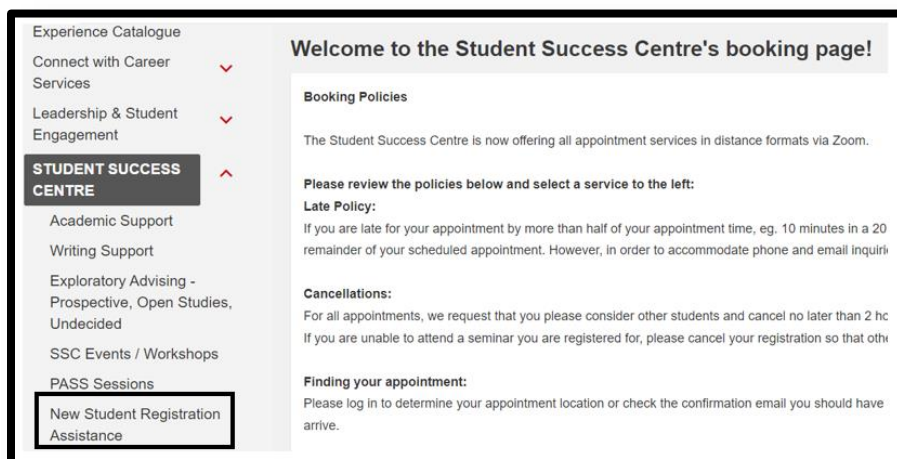 Experience Catalogue
Connect with Career
Services
Leadership & Student
Engagement
STUDENT SUCCESS
CENTRE
Academic Support
Writing Support
Exploratory Advising -
Prospective, Open Studies,
Undecided
SSC Events / Workshops
PASS Sessions
New Student Registration
Assistance
Welcome to the Student Success Centre's booking page!
Booking Policies
The Student Success Centre is now offering all appointment services in distance formats via Zoom.
Please review the policies below and select a service to the left:
Late Policy:
If you are late for your appointment by more than half of your appointment time, eg. 10 minutes in a 20
remainder of your scheduled appointment. However, in order to accommodate phone and email
Cancellations:
For all appointments, we request that you please consider other students and cancel no later than 2
If you are unable to attend a seminar you are registered for, please cancel your registration so that
Finding your appointment:
Please log in to determine your appointment location or check the confirmation email you should have
arrive.